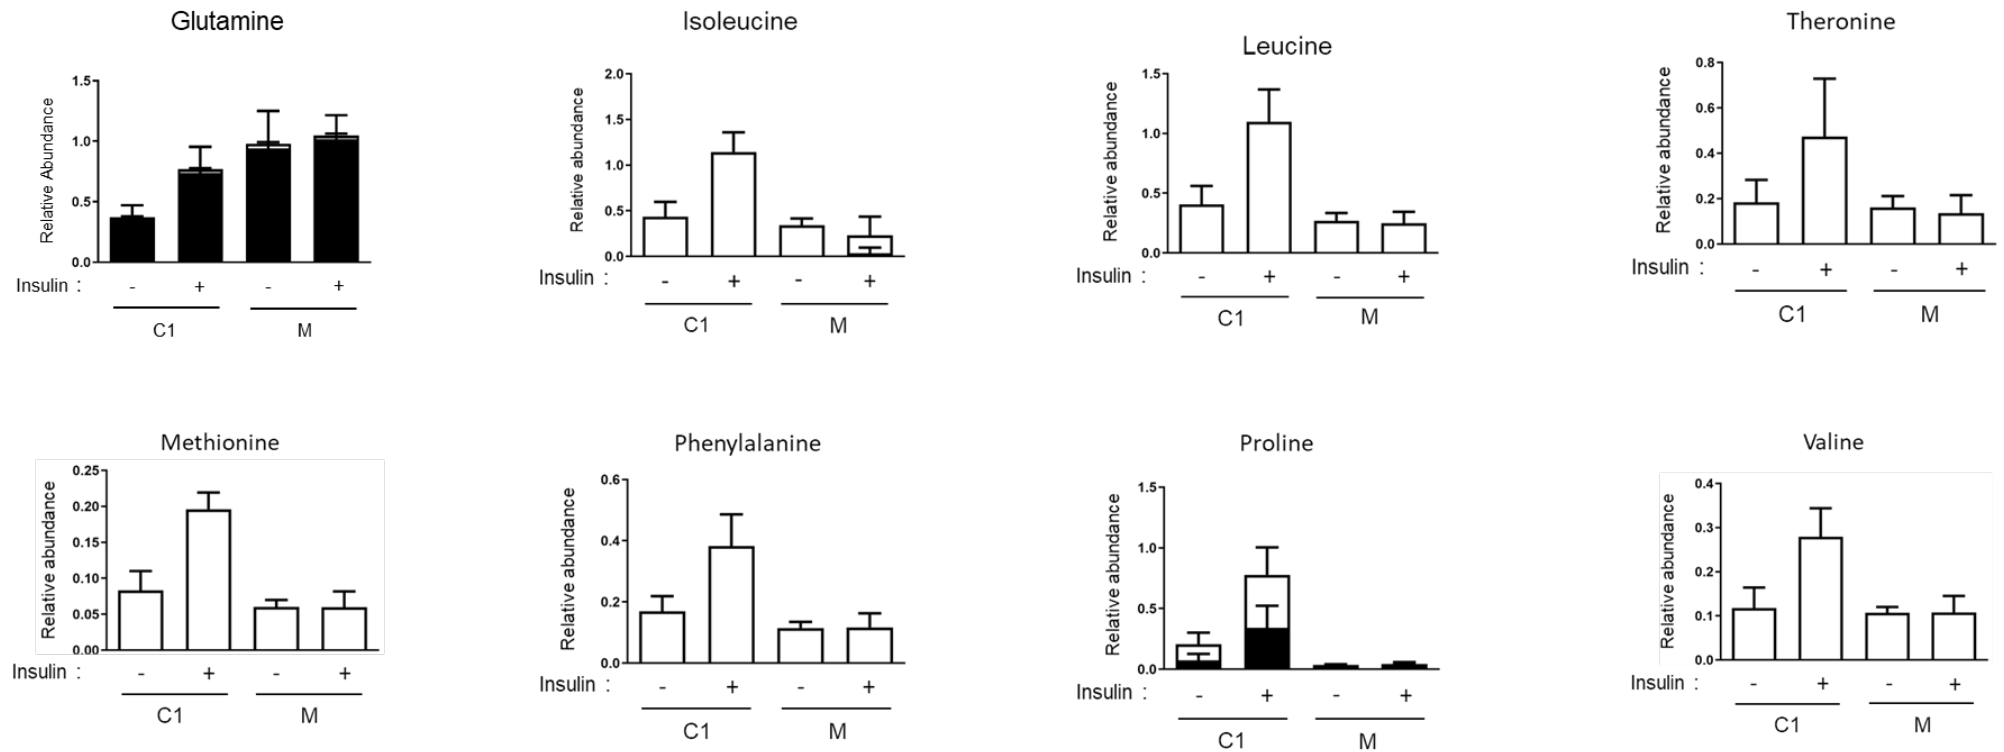 Glutamine
Relative Abundance
1.5
1.0
0.5
0.0
Insulin : - + - +
C1 M
Isoleucine
Relative abundance
2.0
1.5
1.0
0.5
0.0
Insulin : - + - +
C1 M
Leucine
Relative abundance
1.5
1.0
0.5
0.0
Insulin : - + - +
C1 M
Theronine
Relative abundance
0.8
0.6
0.4
0.2
0.0
Insulin : - + - +
C1 M
Methionine
Relative abundance
0.25
0.20
0.15
0.10
0.05
0.00
Insulin : - + - +
C1 M
Phenylalanine
Relative abundance
0.6
0.4
0.2
0.0
Insulin : - + - +
C1 M
Proline
Relative abundance
1.5
1.0
0.5
0.0
Insulin : - + - +
C1 M
Valine
Relative abundance
0.4
0.3
0.2
0.1
0.0
Insulin : - + - +
C1 M